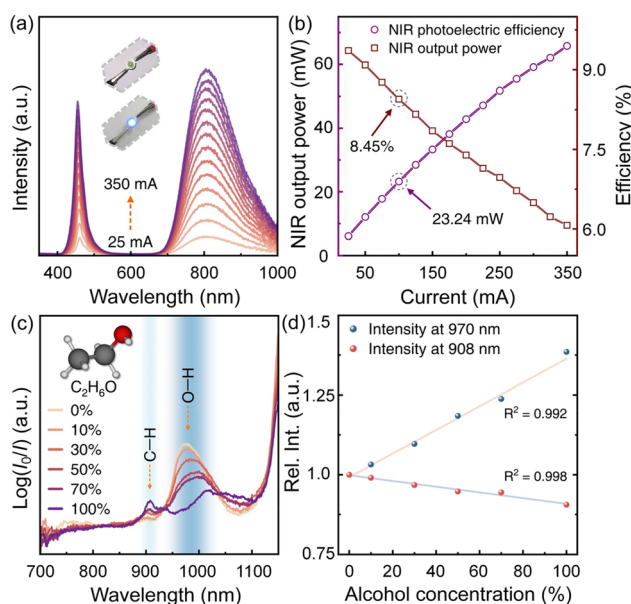 (a)
Intensity (a.u.)
350 mA
25 mA
400 600 800 1000
Wavelength (nm)
(b)
NIR photoelectric efficiency
NIR output power
NIR output power (mW)
60
40
20
0
8.45%
23.24 mW
9.0
7.5
6.0
Efficiency (%)
50 100 150 200 250 300 350
Current (mA)
(c)
C2H6O
0%
10%
30%
50%
70%
100%
C—H
O—H
Log(I0/I) (a.u.)
700 800 900 1000 1100
Wavelength (nm)
(d)
Intensity at 970 nm
Intensity at 908 nm
Rel. Int. (a.u.)
1.5
1.25
1.0
0.75
R² = 0.992
R² = 0.998
0 20 40 60 80 100
Alcohol concentration (%)